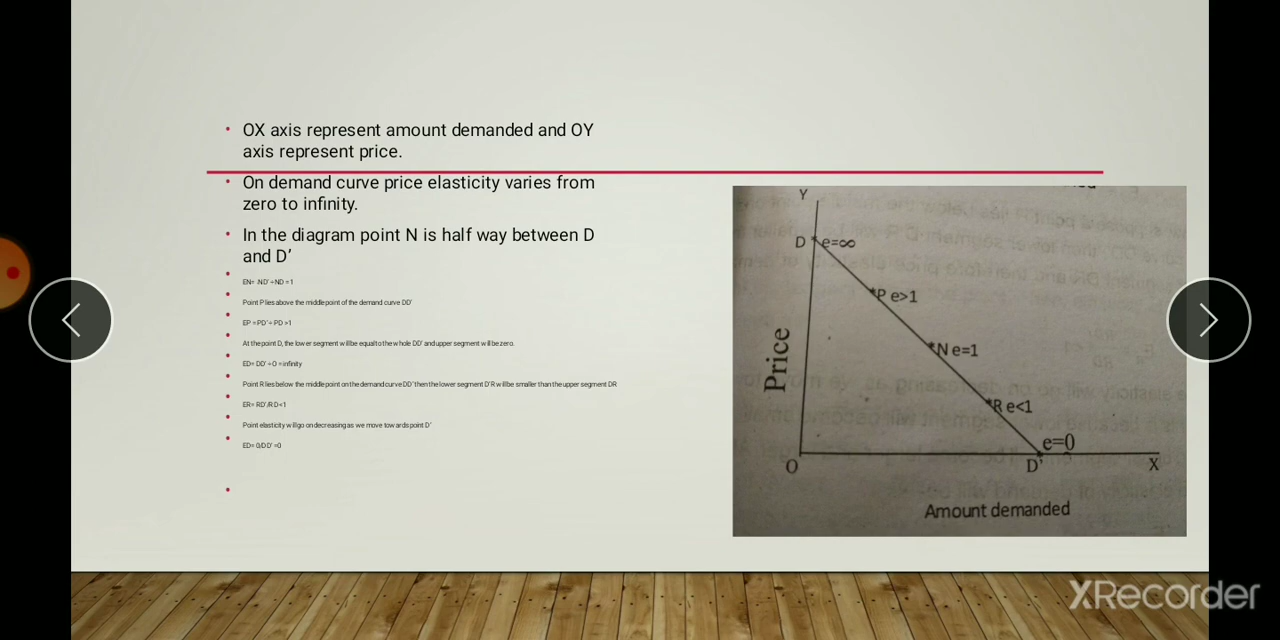 OX axis represent amount demanded and OY
axis represent price.
On demand curve price elasticity varies from
zero to infinity.
In the diagram point N is half way between D
and D’
EN= :ND’÷ND =1
Point P lies above the middle point of the demand curve DD’
EP =PD’÷ PD >1
At the point D, the lower segment will be equal to the whole DD’ and upper segment will be zero.
ED= DD’ ÷O =infinity
Point R lies below the middle point on the demand curve DD’ then the lower segment D’R will be smaller than the upper segment DR
ER= RD’/RD<1
Point elasticity will go on decreasing as we move towards point D’
ED= 0/DD’ =0
Y
D e=∞
P e>1
N e=1
R e<1
e=0
Price
O
D'
X
Amount demanded
XRecorder